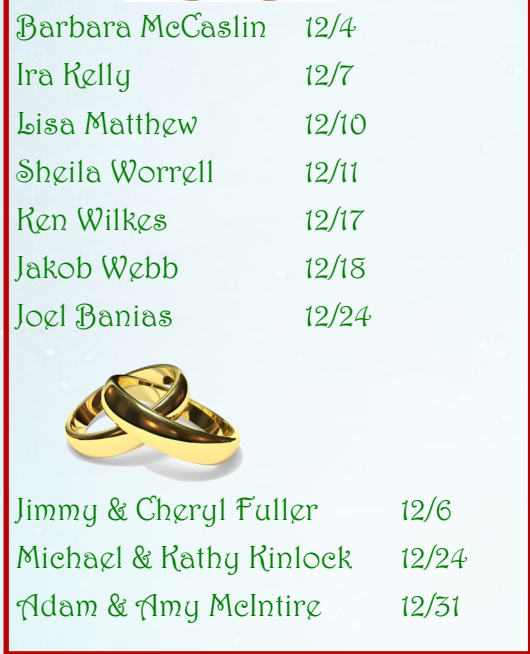 Barbara McCaslin 12/4
Ira Kelly 12/7
Lisa Matthew 12/10
Sheila Worrell 12/11
Ken Wilkes 12/17
Jakob Webb 12/18
Joel Banias 12/24
Jimmy & Cheryl Fuller 12/6
Michael & Kathy Kinlock 12/24
Adam & Amy McIntire 12/31